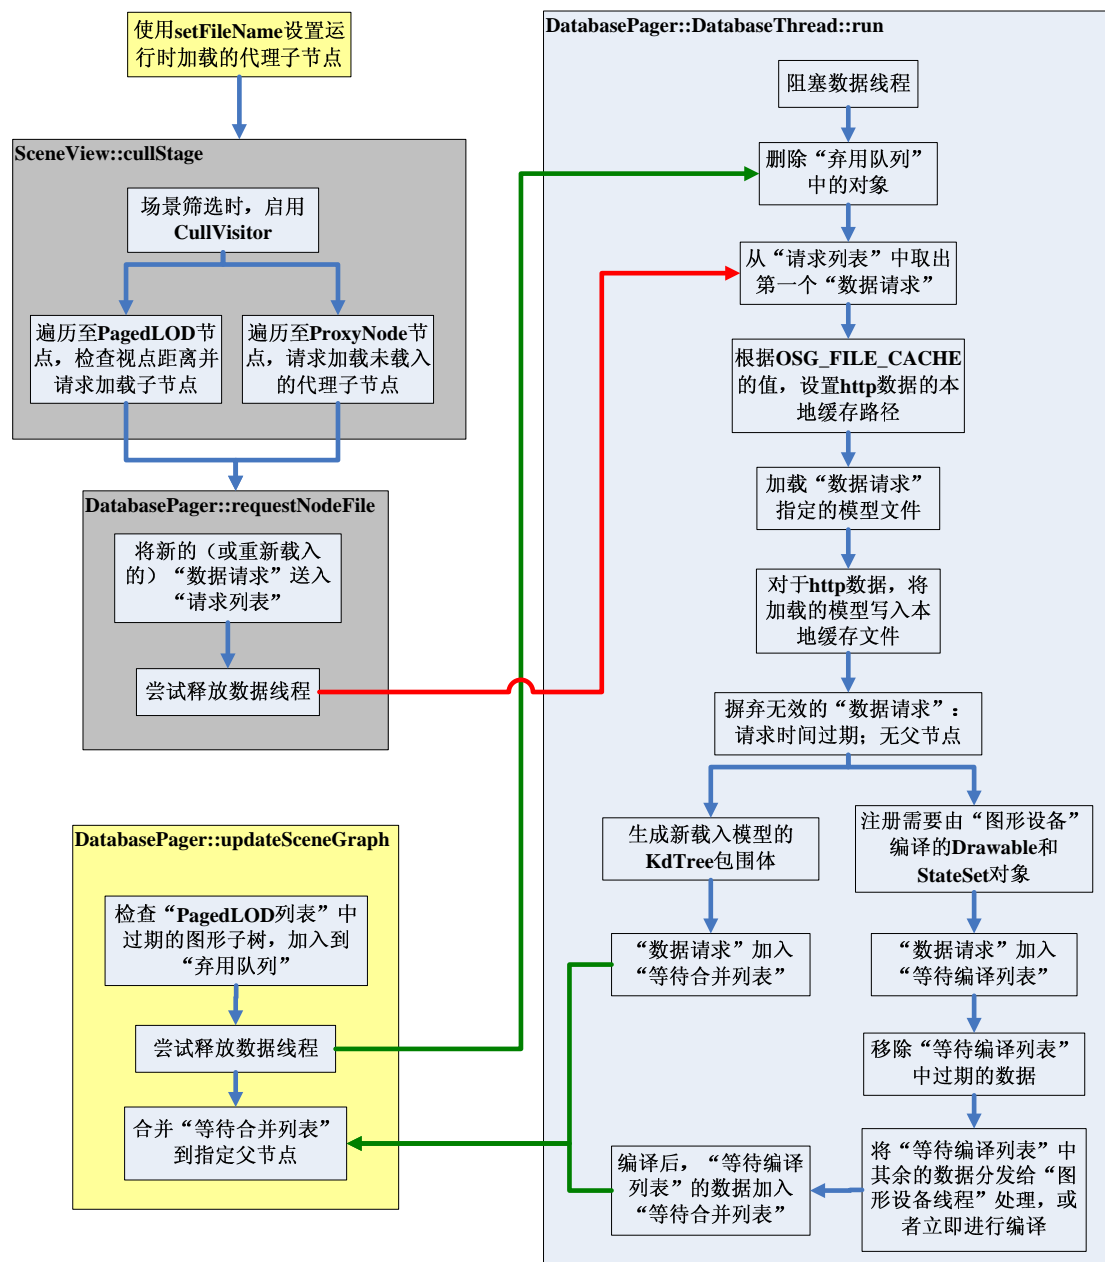 使用setFileName设置运
行时加载的代理子节点
SceneView::cullStage
场景筛选时，启用
CullVisitor
遍历至PagedLOD节
点，检查视点距离并
请求加载子节点
遍历至ProxyNode节
点，请求加载未载入
的代理子节点
DatabasePager::requestNodeFile
将新的（或重新载入
的）“数据请求”送入
“请求列表”
尝试释放数据线程
DatabasePager::updateSceneGraph
检查“PagedLOD列表”中
过期的图形子树，加入到
“弃用队列”
尝试释放数据线程
合并“等待合并列表”
到指定父节点
DatabasePager::DatabaseThread::run
阻塞数据线程
删除“弃用队列”
中的对象
从“请求列表”中取出
第一个“数据请求”
根据OSG_FILE_CACHE
的值，设置http数据的本
地缓存路径
加载“数据请求”
指定的模型文件
对于http数据，将
加载的模型写入本
地缓存文件
摒弃无效的“数据请求”：
请求时间过期；无父节点
生成新载入模型的
KdTree包围体
“数据请求”加入
“等待合并列表”
注册需要由“图形设备”
编译的Drawable和
StateSet对象
“数据请求”加入
“等待编译列表”
移除“等待编译列表”
中过期的数据
将“等待编译列表”中
其余的数据分发给“图
形设备线程”处理，或
者立即进行编译
编译后，“等待编译
列表”的数据加入
“等待合并列表”